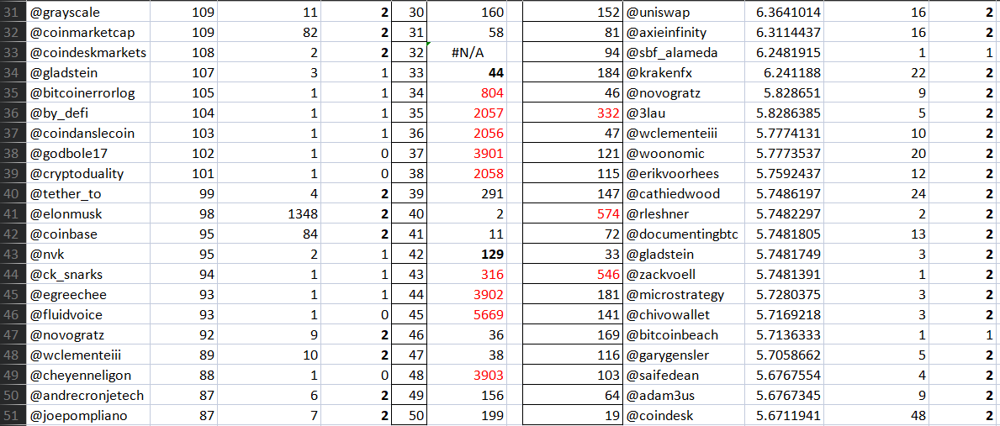 31 @grayscale 109 11 2 30 160 152 @uniswap 6.3641014 16 2
32 @coinmarketcap 109 82 2 31 58 81 @axieinfinity 6.3114437 16 2
33 @coindeskmarkets 108 2 2 32 #N/A 94 @sbf_alameda 6.2481915 1 1
34 @gladstein 107 3 1 33 44 184 @krakenfx 6.241188 22 2
35 @bitcoinerrorlog 105 1 1 34 804 46 @novogratz 5.828651 9 2
36 @by_defi 104 1 1 35 2057 332 @3lau 5.8286385 5 2
37 @coindanslecoin 103 1 1 36 2056 47 @wclementeiii 5.7774131 10 2
38 @godbole17 102 1 0 37 3901 121 @woonomic 5.7773537 20 2
39 @cryptoduality 101 1 0 38 2058 115 @erikvoorhees 5.7592437 12 2
40 @tether_to 99 4 2 39 291 147 @cathiedwood 5.7486197 24 2
41 @elonmusk 98 1348 2 40 2 574 @rleshner 5.7482297 2 2
42 @coinbase 95 84 2 41 11 72 @documentingbtc 5.7481805 13 2
43 @nvk 95 2 1 42 129 33 @gladstein 5.7481749 3 2
44 @ck_snarks 94 1 1 43 316 546 @zackvoell 5.7481391 1 2
45 @egreechee 93 1 1 44 3902 181 @microstrategy 5.7280375 3 2
46 @fluidvoice 93 1 0 45 5669 141 @chivowallet 5.7169218 3 2
47 @novogratz 92 9 2 46 36 169 @bitcoinbeach 5.7136333 1 1
48 @wclementeiii 89 10 2 47 38 116 @garygensler 5.7058662 5 2
49 @cheyenneligon 88 1 0 48 3903 103 @saifedean 5.6767554 4 2
50 @andrecronjetech 87 6 2 49 156 64 @adam3us 5.6767345 9 2
51 @joepompliano 87 7 2 50 199 19 @coindesk 5.6711941 48 2